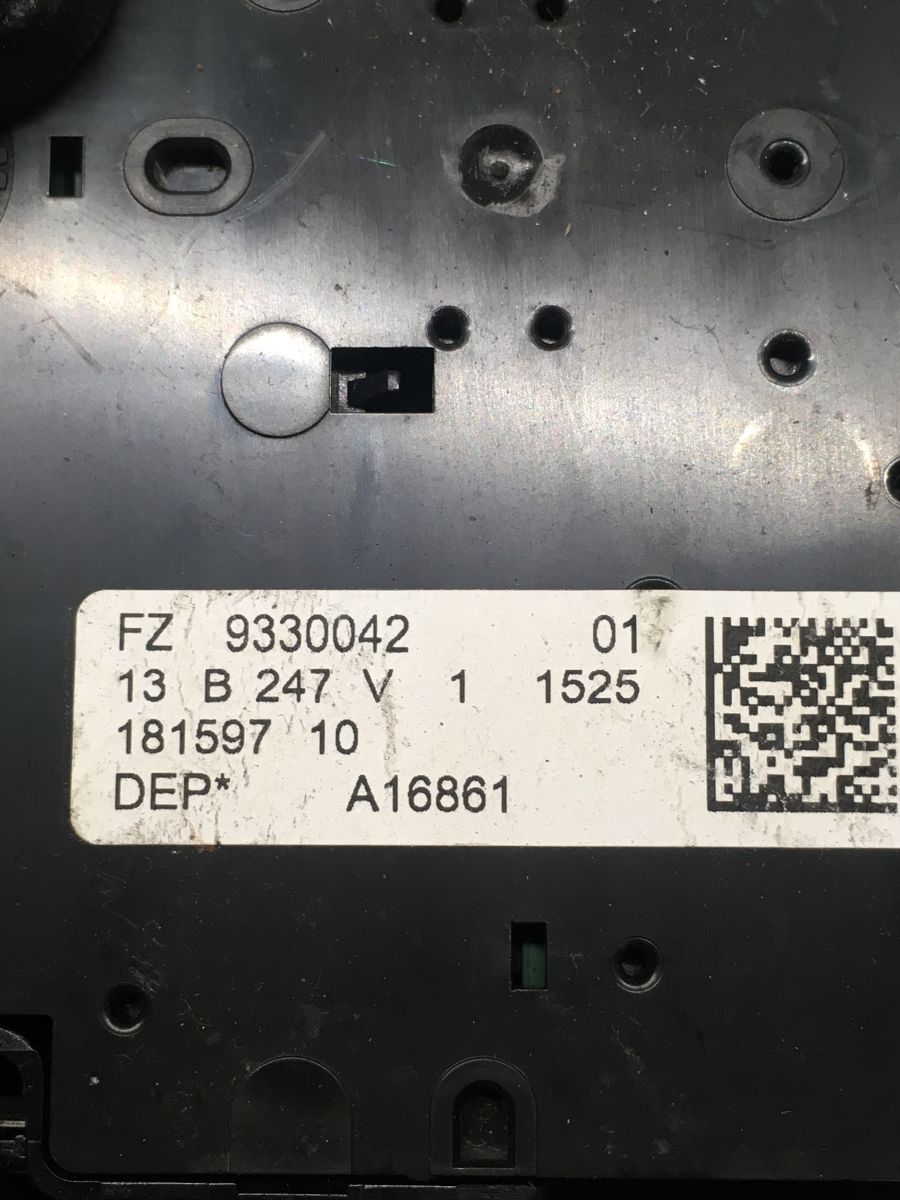 FZ 9330042 01
13 B 247 V 1 1525
181597 10
DEP* A16861